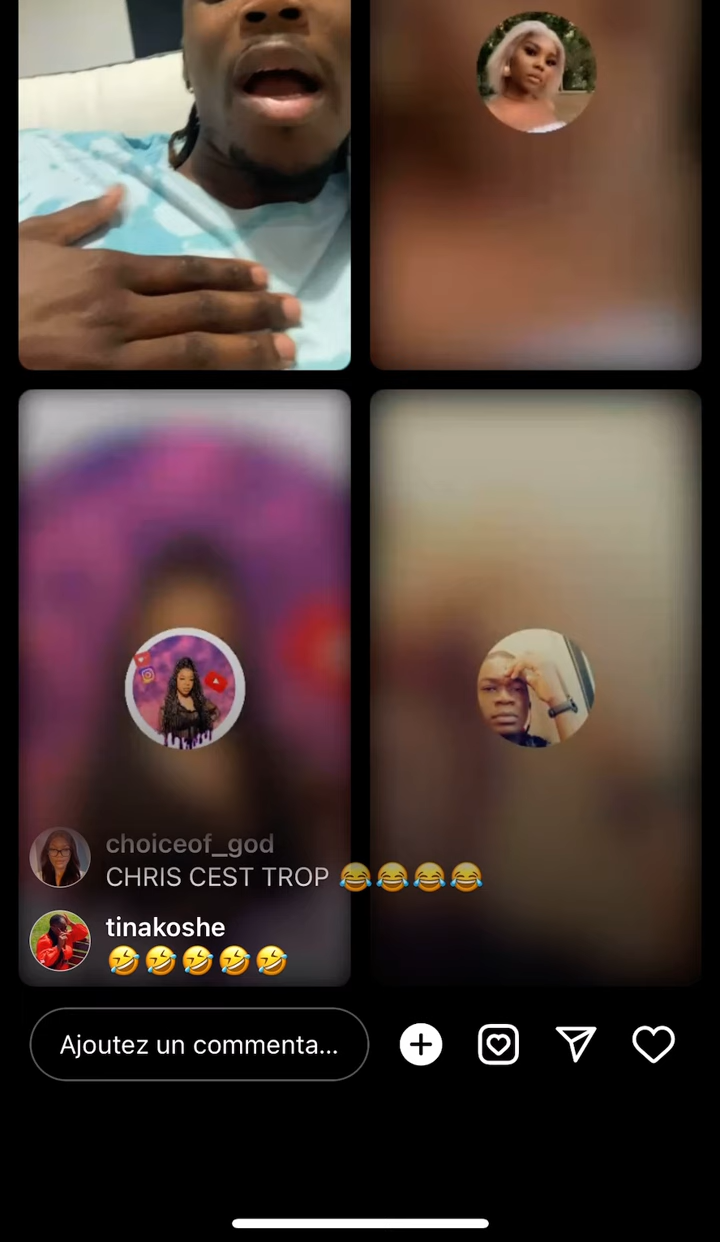 choiceof_god
CHRIS CEST TROP 😂😂😂😂
tinakoshe
🤣🤣🤣🤣🤣
Ajoutez un commenta...